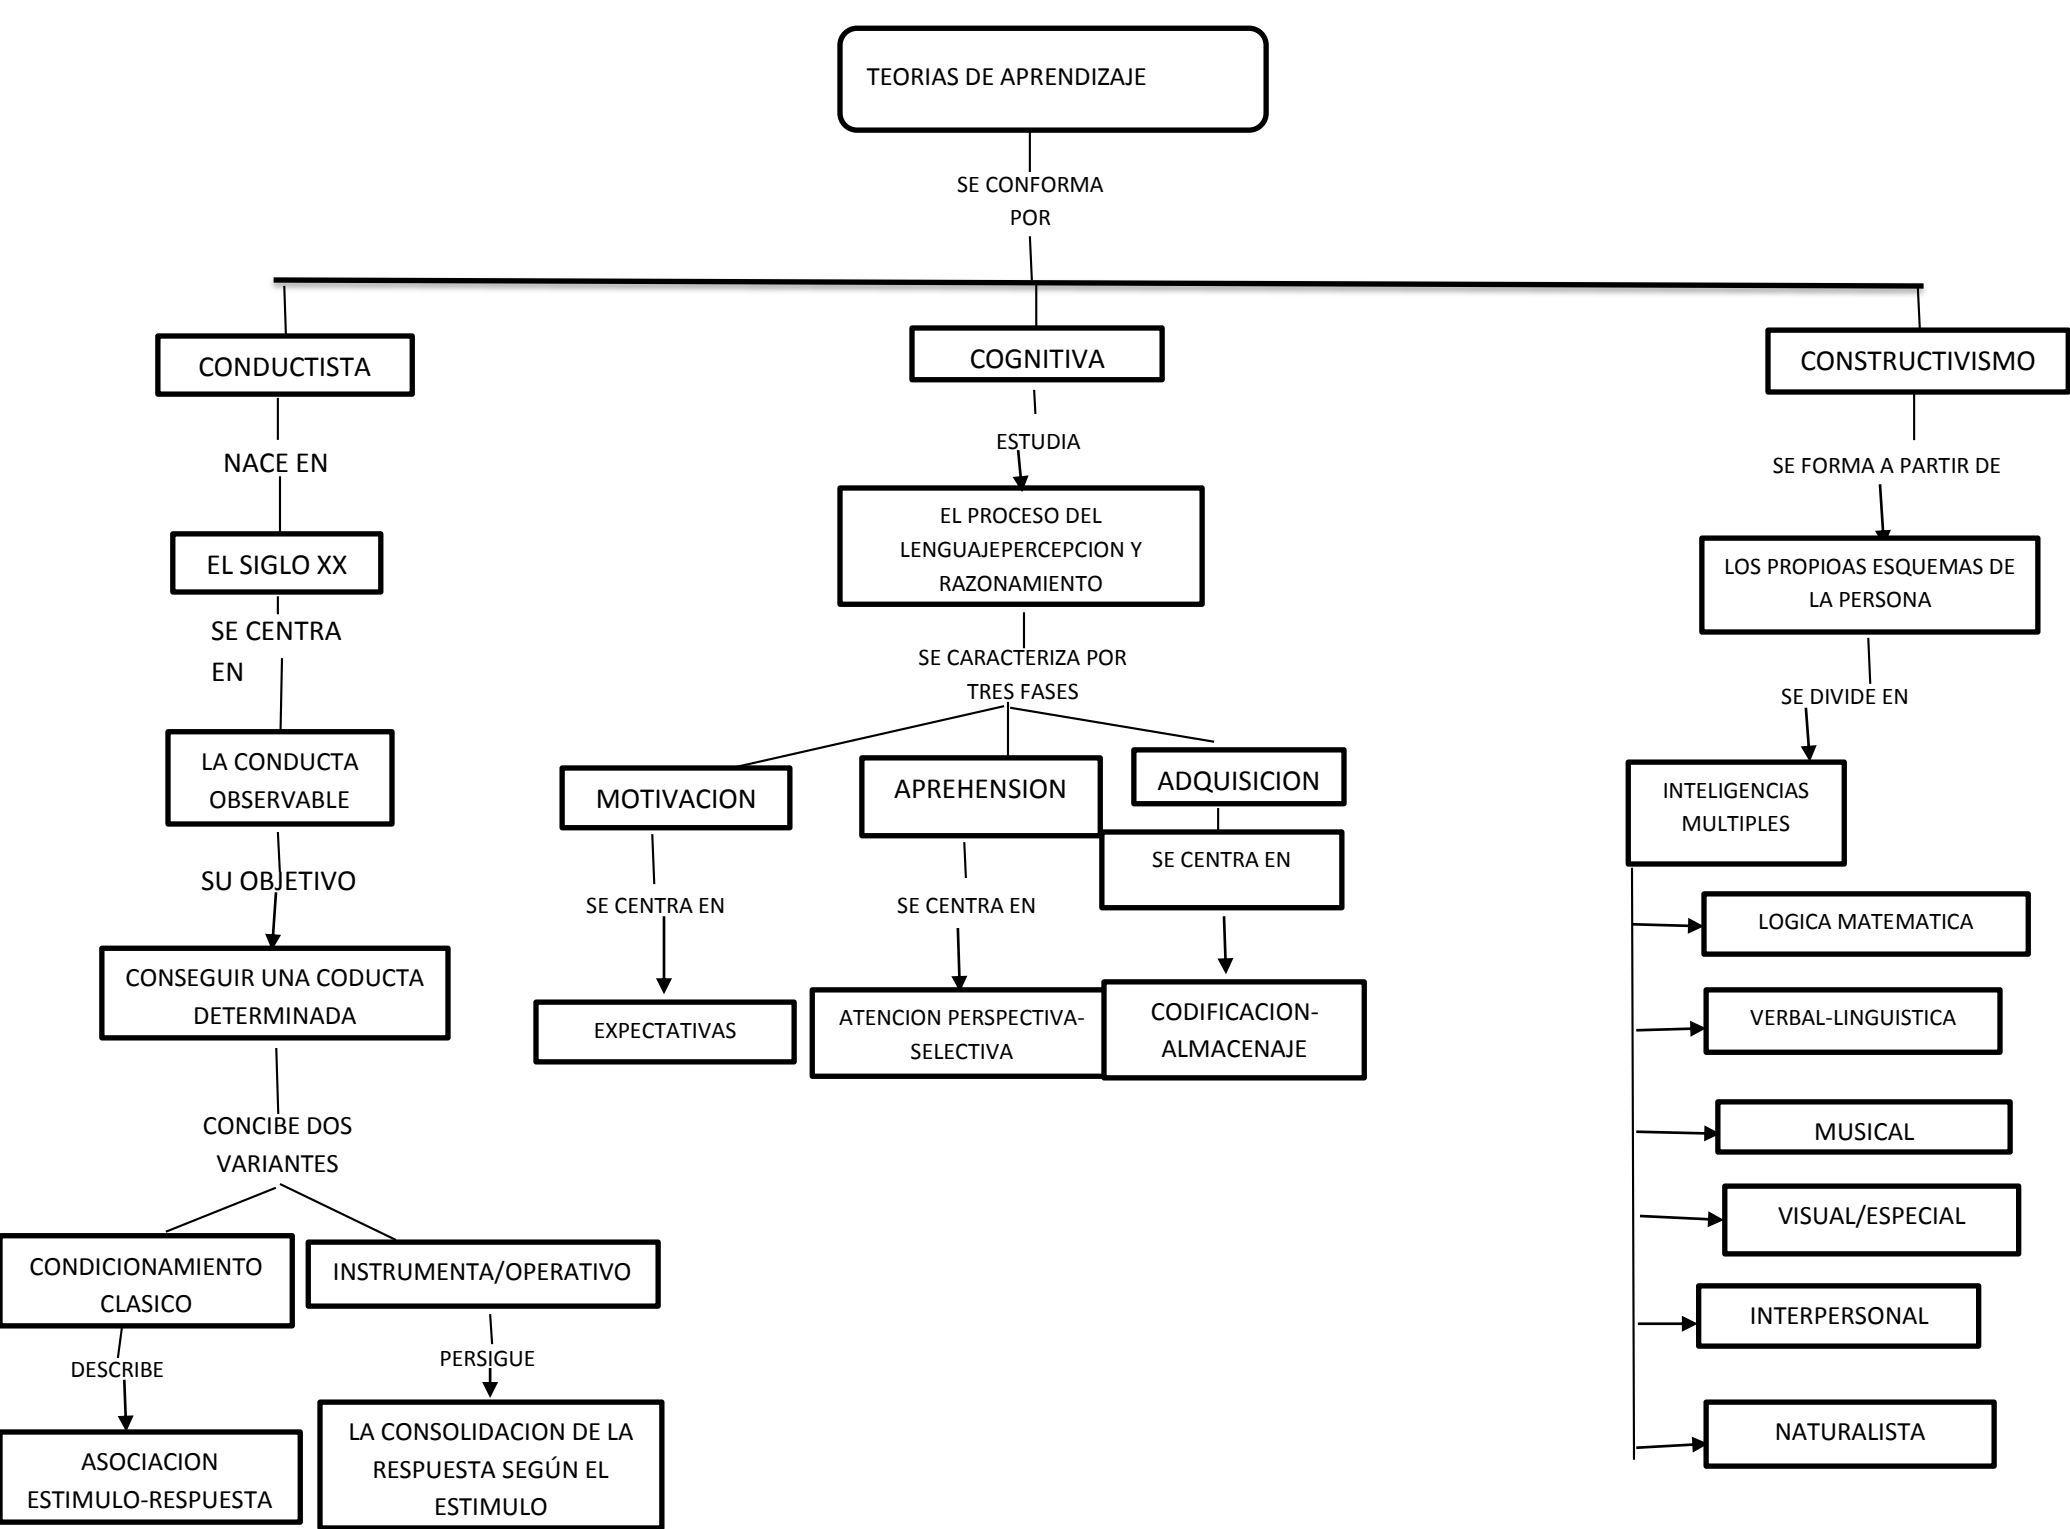 TEORIAS DE APRENDIZAJE
SE CONFORMA
POR
CONDUCTISTA
NACE EN
EL SIGLO XX
SE CENTRA
EN
LA CONDUCTA
OBSERVABLE
SU OBJETIVO
CONSEGUIR UNA CODUCTA
DETERMINADA
CONCIBE DOS
VARIANTES
CONDICIONAMIENTO
CLASICO
DESCRIBE
ASOCIACION
ESTIMULO-RESPUESTA
INSTRUMENTA/OPERATIVO
PERSIGUE
LA CONSOLIDACION DE LA
RESPUESTA SEGÚN EL
ESTIMULO
COGNITIVA
ESTUDIA
EL PROCESO DEL
LENGUAJEPERCEPCION Y
RAZONAMIENTO
SE CARACTERIZA POR
TRES FASES
MOTIVACION
SE CENTRA EN
EXPECTATIVAS
APREHENSION
SE CENTRA EN
ATENCION PERSPECTIVA-
SELECTIVA
ADQUISICION
SE CENTRA EN
CODIFICACION-
ALMACENAJE
CONSTRUCTIVISMO
SE FORMA A PARTIR DE
LOS PROPIOAS ESQUEMAS DE
LA PERSONA
SE DIVIDE EN
INTELIGENCIAS
MULTIPLES
LOGICA MATEMATICA
VERBAL-LINGUISTICA
MUSICAL
VISUAL/ESPECIAL
INTERPERSONAL
NATURALISTA